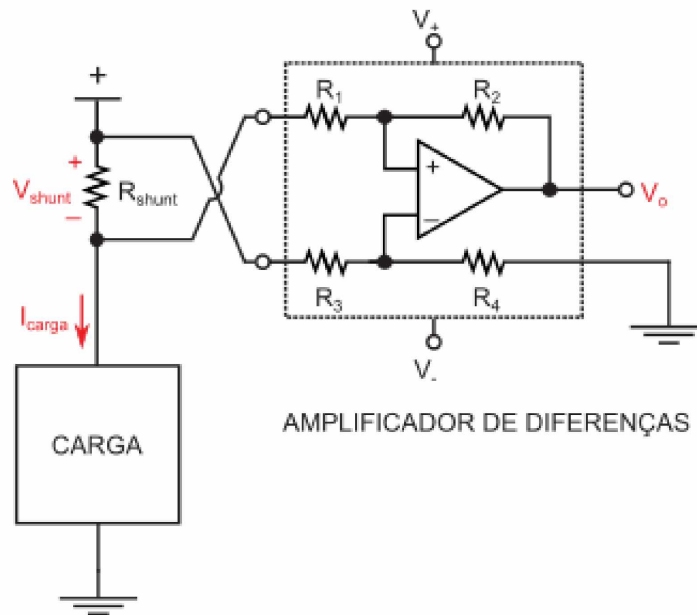 V+
R1
R2
+
+
Vshunt
Rshunt
−
+
−
Vo
R3
R4
Icarga
V-
CARGA
AMPLIFICADOR DE DIFERENÇAS